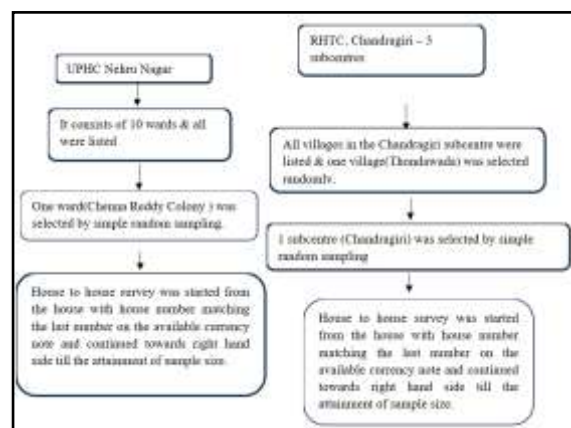 UPHC Nehru Nagar
It consists of 10 wards & all
were listed
One ward(Chenna Reddy Colony ) was
selected by simple random sampling.
House to house survey was started from
the house with house number matching
the last number on the available currency
note and continued towards right hand
side till the attainment of sample size.
RHTC, Chandragiri – 3
subcentres
All villages in the Chandragiri subcentre were
listed & one village(Thondawada) was selected
randomly.
1 subcentre (Chandragiri) was selected by simple
random sampling
House to house survey was started
from the house with house number
matching the last number on the
available currency note and continued
towards right hand side till the
attainment of sample size.